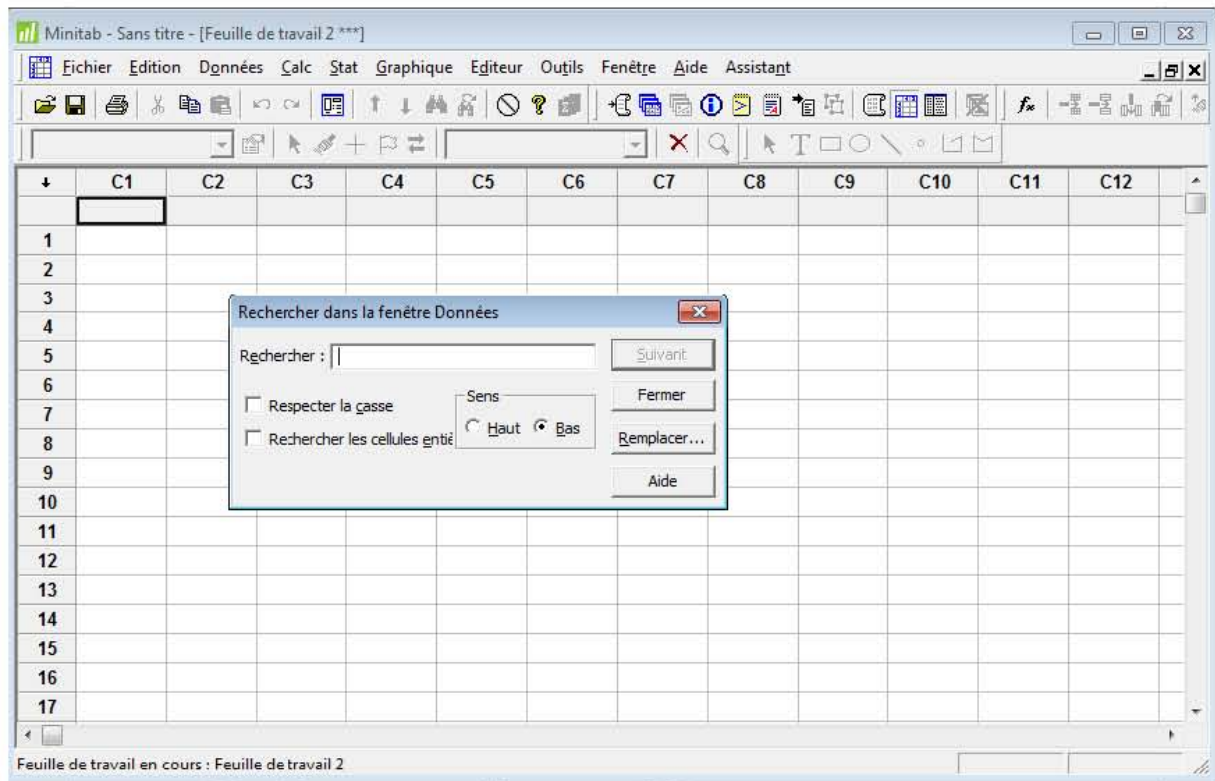 Minitab - Sans titre - [Feuille de travail 2 ***]
Fichier Edition Données Calc Stat Graphique Editeur Outils Fenêtre Aide Assistant
C1 C2 C3 C4 C5 C6 C7 C8 C9 C10 C11 C12
1
2
3
4
5
6
7
8
9
10
11
12
13
14
15
16
17
Rechercher dans la fenêtre Données
Rechercher :
Suivant
Respecter la casse
Rechercher les cellules entiè
Sens
Haut Bas
Fermer
Remplacer...
Aide
Feuille de travail en cours : Feuille de travail 2